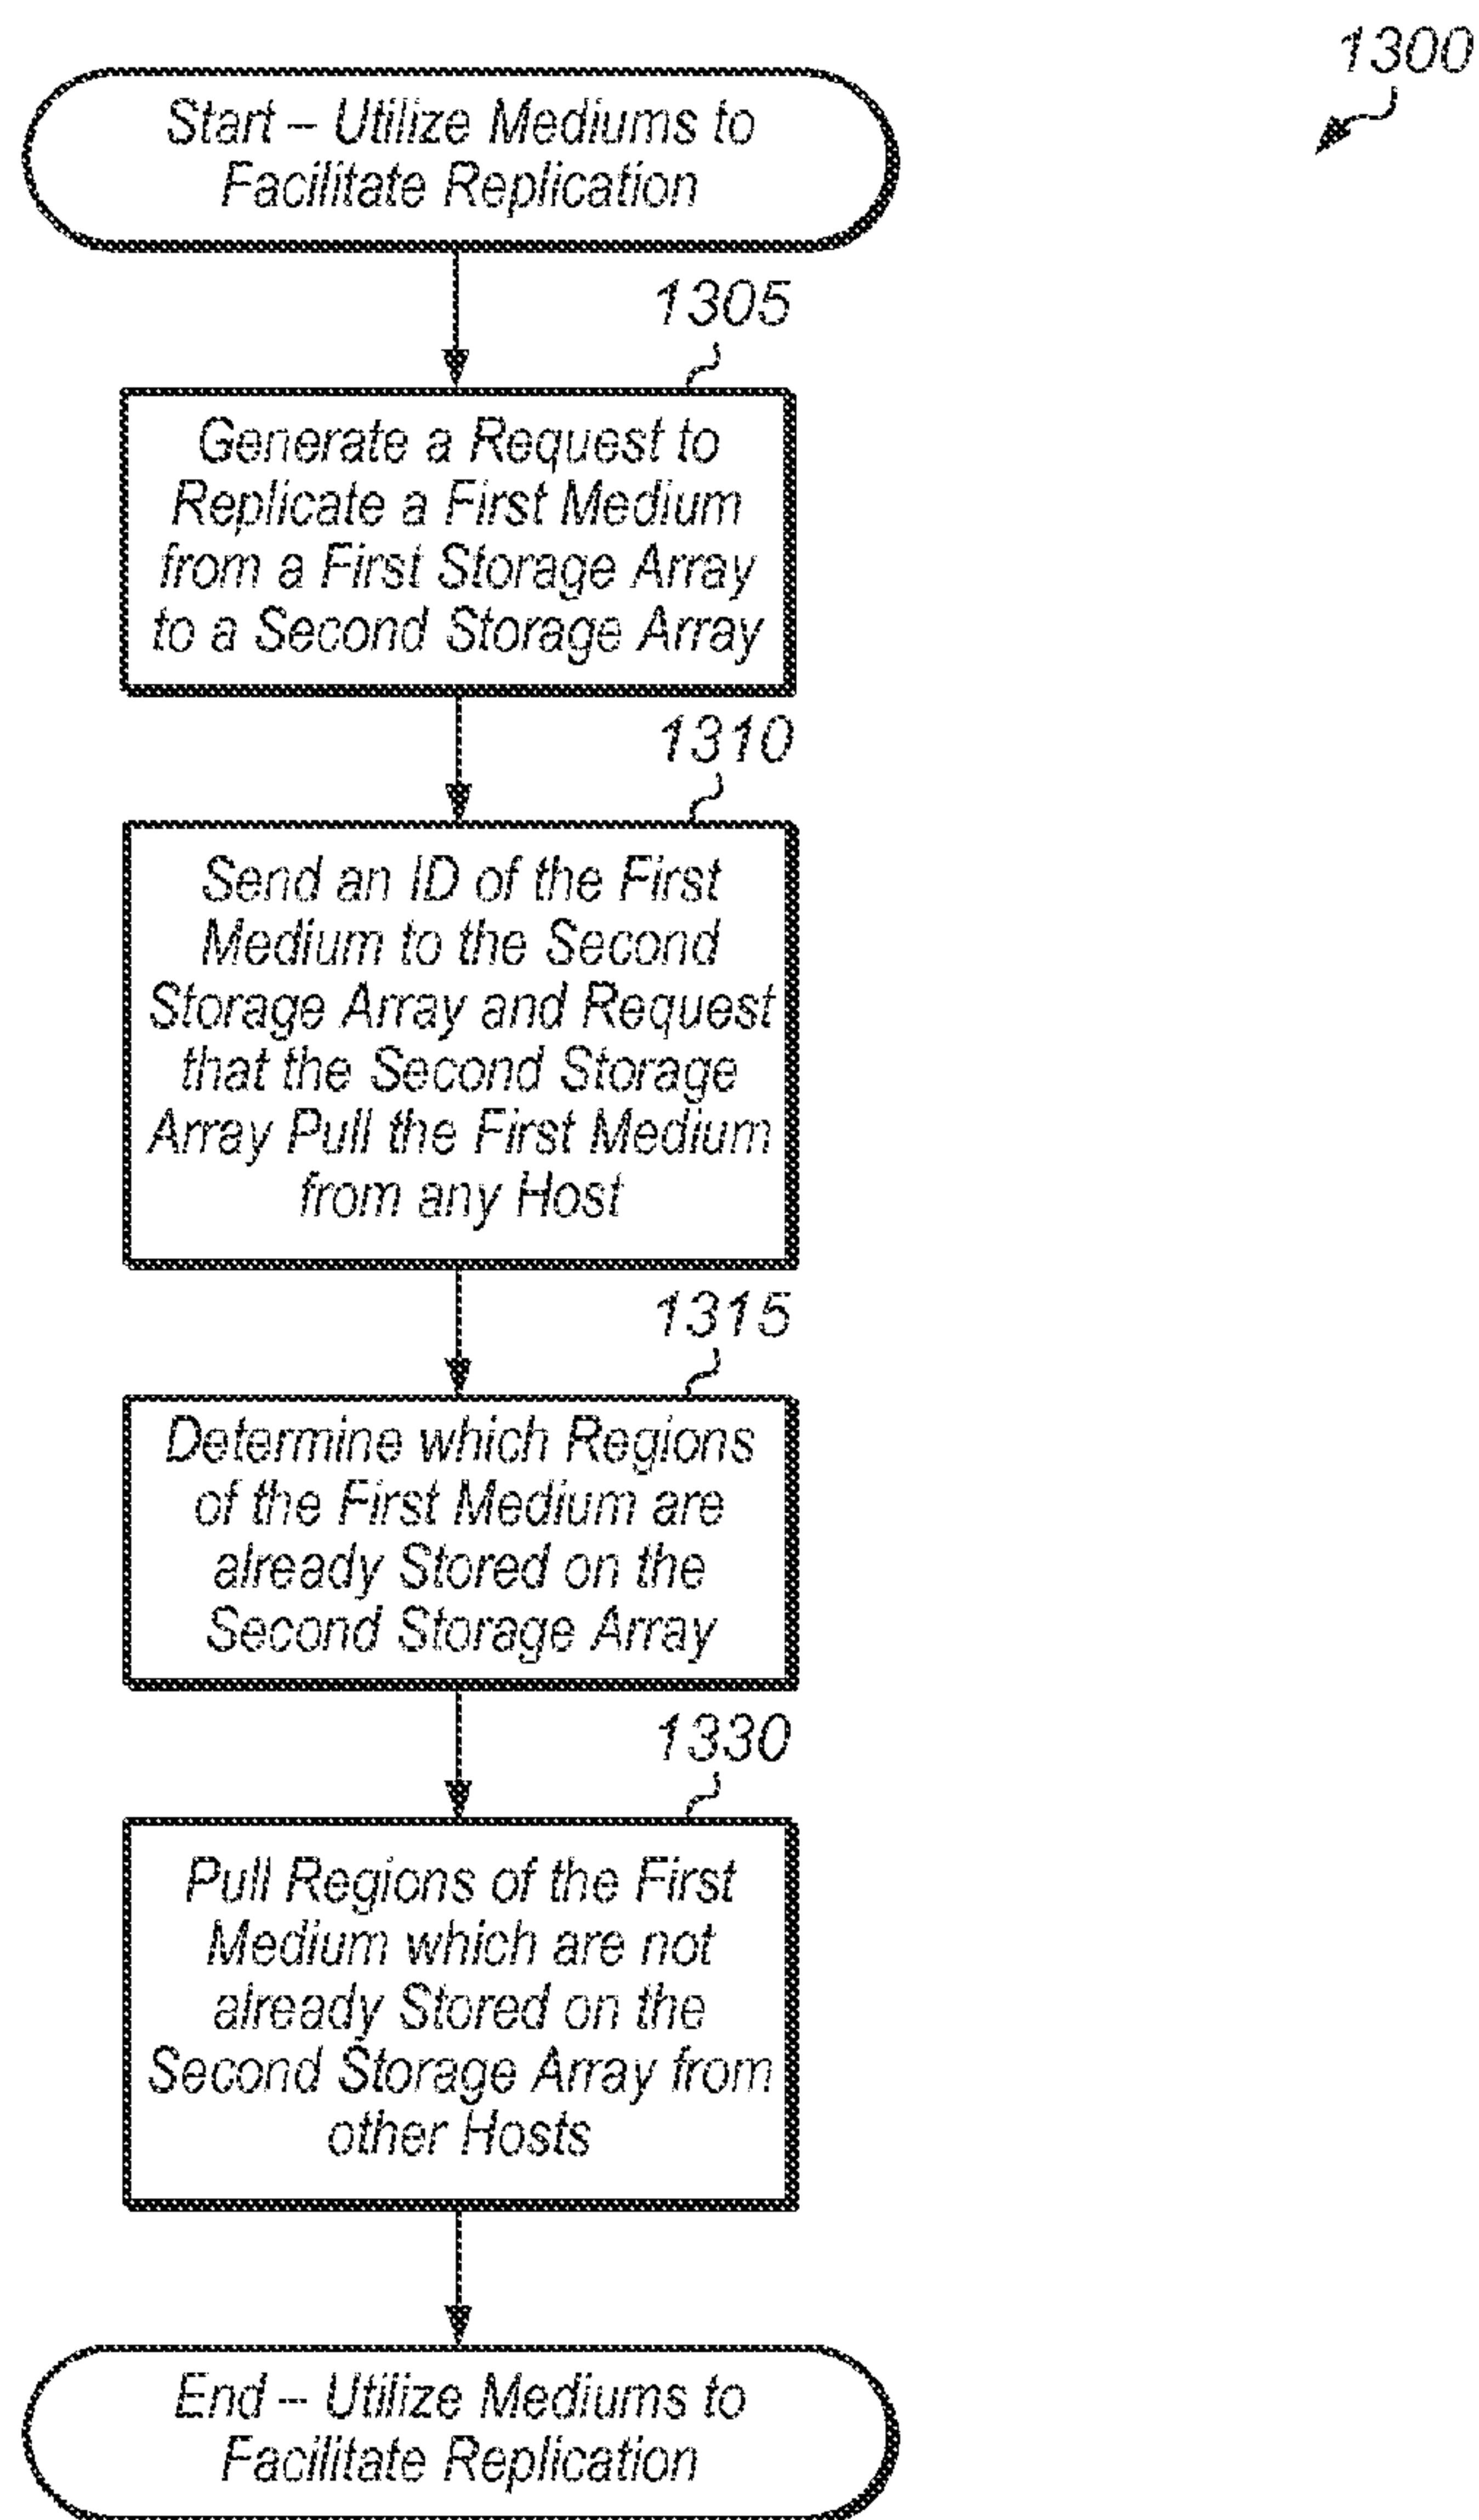 1300
Start – Utilize Mediums to
Facilitate Replication
1305
Generate a Request to
Replicate a First Medium
from a First Storage Array
to a Second Storage Array
1310
Send an ID of the First
Medium to the Second
Storage Array and Request
that the Second Storage
Array Pull the First Medium
from any Host
1315
Determine which Regions
of the First Medium are
already Stored on the
Second Storage Array
1330
Pull Regions of the First
Medium which are not
already Stored on the
Second Storage Array from
other Hosts
End – Utilize Mediums to
Facilitate Replication